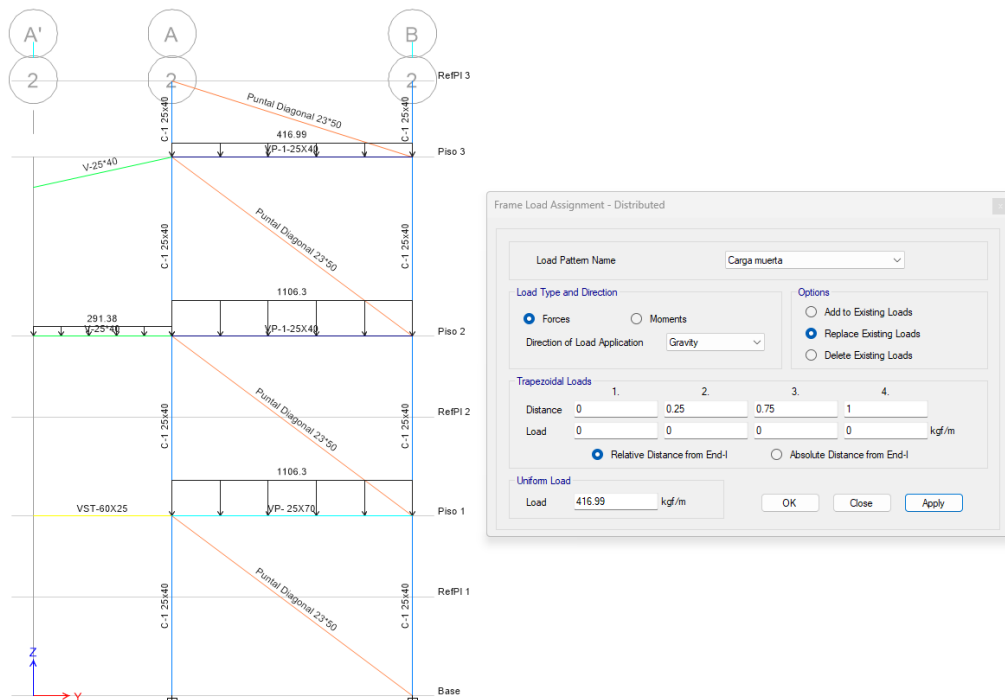 A' A B
2 2 2
RefPl 3
Puntal Diagonal 23*50
C-1 25x40
C-1 25x40
416.99
VP-1-25X40
Piso 3
V-25*40
Puntal Diagonal 23*50
C-1 25x40
C-1 25x40
1106.3
291.38
V-25*40
VP-1-25X40
Piso 2
Puntal Diagonal 23*50
C-1 25x40
C-1 25x40
RefPl 2
1106.3
VST-60X25
VP- 25X70
Piso 1
Puntal Diagonal 23*50
C-1 25x40
C-1 25x40
RefPl 1
Z
Y
Base
Frame Load Assignment - Distributed
x
Load Pattern Name Carga muerta
Load Type and Direction
Forces Moments
Direction of Load Application Gravity
Options
Add to Existing Loads
Replace Existing Loads
Delete Existing Loads
Trapezoidal Loads
1. 2. 3. 4.
Distance 0 0.25 0.75 1
Load 0 0 0 0 kgf/m
Relative Distance from End-I Absolute Distance from End-I
Uniform Load
Load 416.99 kgf/m
OK Close Apply